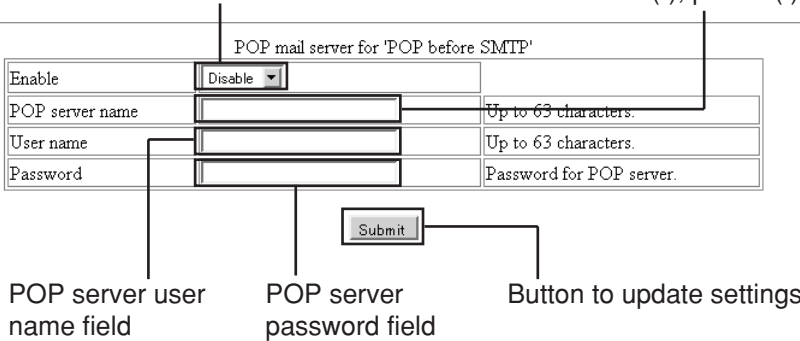 POP mail server for 'POP before SMTP'
Enable Disable
POP server name Up to 63 characters.
User name Up to 63 characters.
Password Password for POP server.
Submit
POP server user name field
POP server password field
Button to update settings